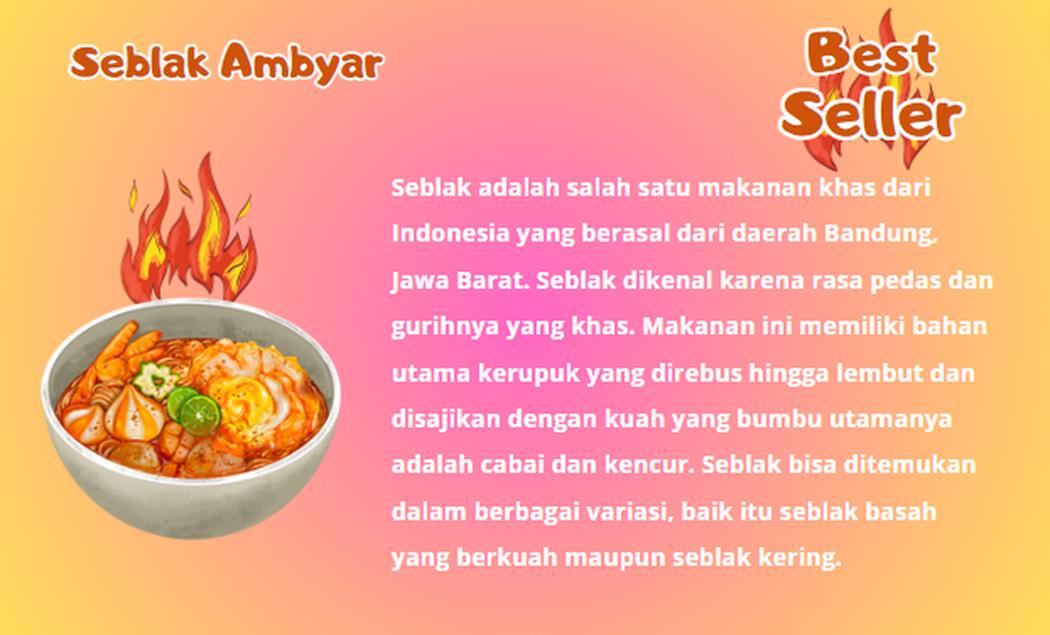 Seblak Ambyar
Best
Seller
Seblak adalah salah satu makanan khas dari
Indonesia yang berasal dari daerah Bandung,
Jawa Barat. Seblak dikenal karena rasa pedas dan
gurihnya yang khas. Makanan ini memiliki bahan
utama kerupuk yang direbus hingga lembut dan
disajikan dengan kuah yang bumbu utamanya
adalah cabai dan kencur. Seblak bisa ditemukan
dalam berbagai variasi, baik itu seblak basah
yang berkuah maupun seblak kering.